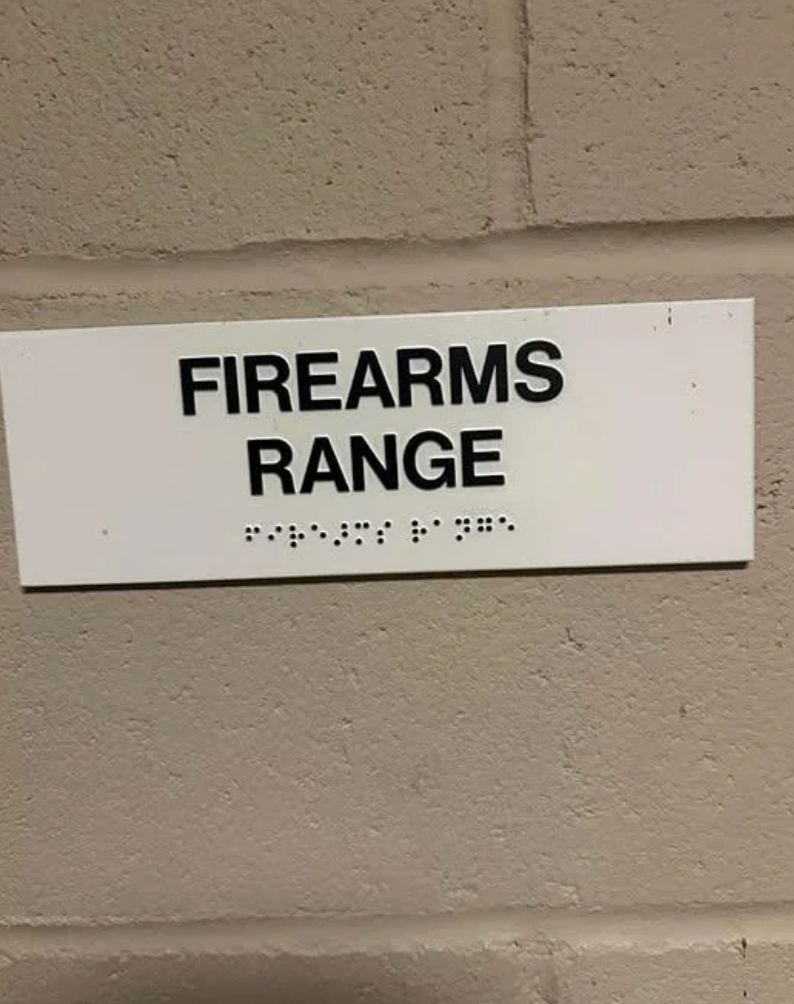 FIREARMS
RANGE
⠋⠊⠗⠑⠜⠍⠎ ⠗⠁⠝⠛⠑